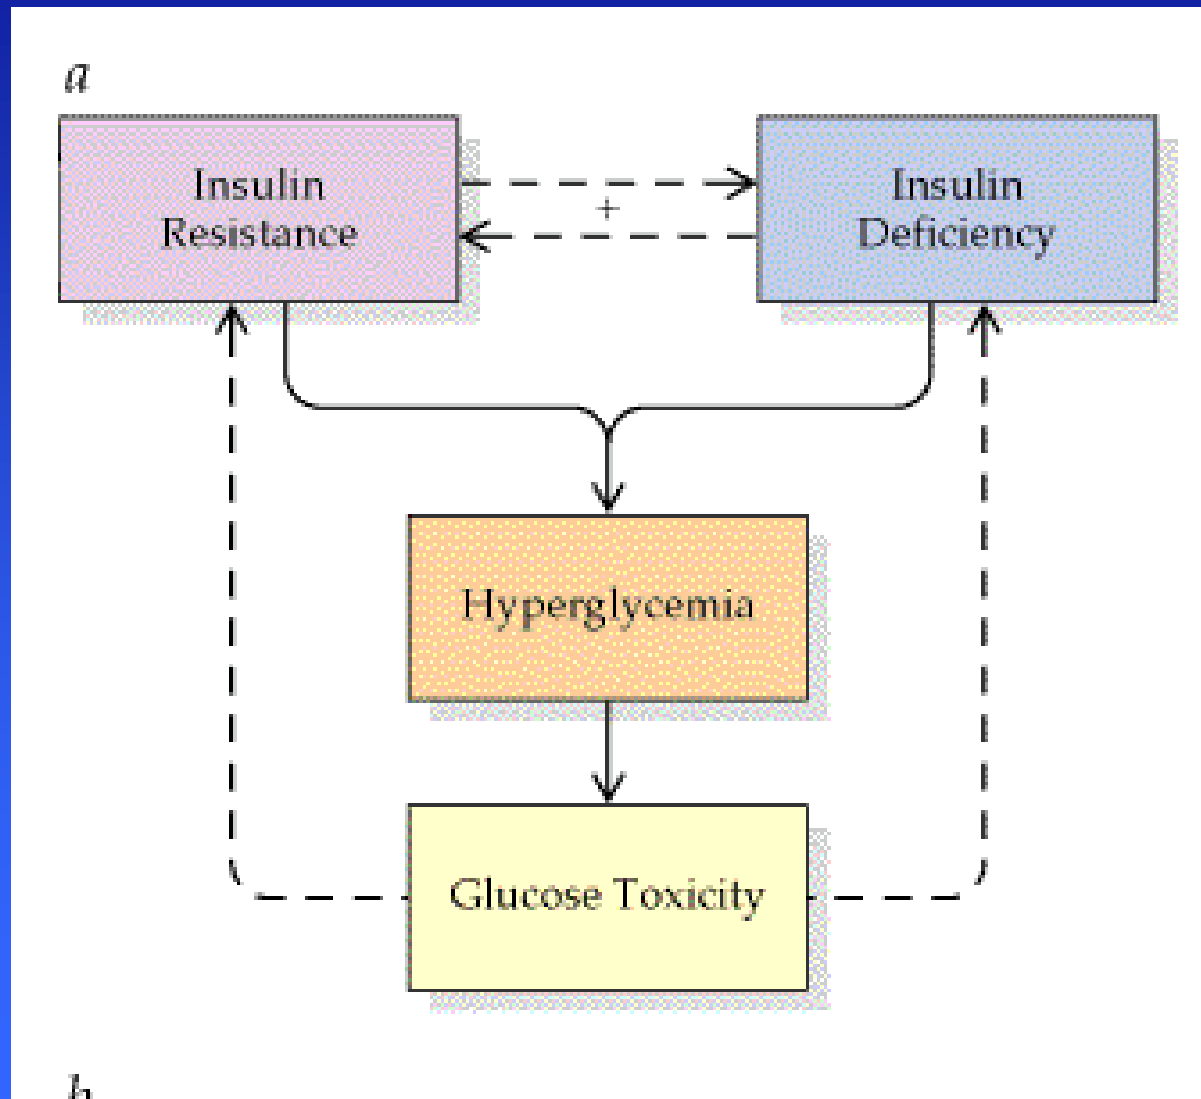 a
Insulin
Resistance
+
Insulin
Deficiency
Hyperglycemia
Glucose Toxicity
b